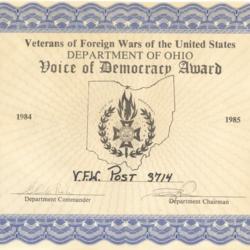 Veterans of Foreign Wars of the United States
DEPARTMENT OF OHIO
Voice of Democracy Award
1984
1985
V.F.W. POST 3714
Department Commander
Department Chairman